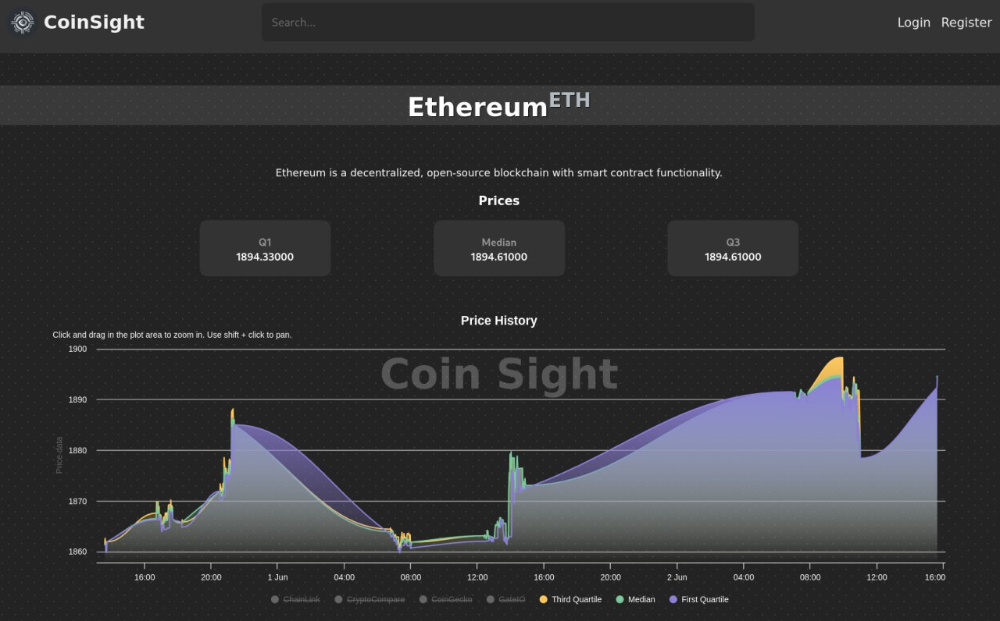 CoinSight
Search...
Login Register
Ethereum ETH
Ethereum is a decentralized, open-source blockchain with smart contract functionality.
Prices
Q1
1894.33000
Median
1894.61000
Q3
1894.61000
Price History
Click and drag in the plot area to zoom in. Use shift + click to pan.
Coin Sight
Price data
1900
1890
1880
1870
1860
16:00 20:00 1 Jun 04:00 08:00 12:00 16:00 20:00 2 Jun 04:00 08:00 12:00 16:00
ChainLink CryptoCompare CoinGecko GateIO Third Quartile Median First Quartile